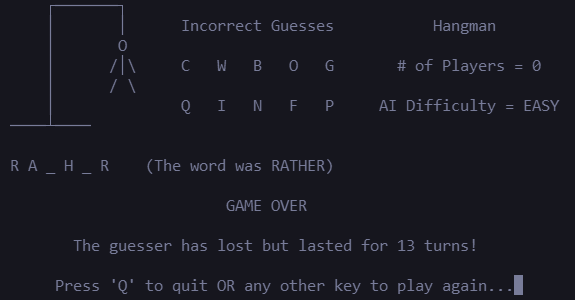 Incorrect Guesses Hangman
C W B O G # of Players = 0
Q I N F P AI Difficulty = EASY
R A _ H _ R (The word was RATHER)
GAME OVER
The guesser has lost but lasted for 13 turns!
Press 'Q' to quit OR any other key to play again...